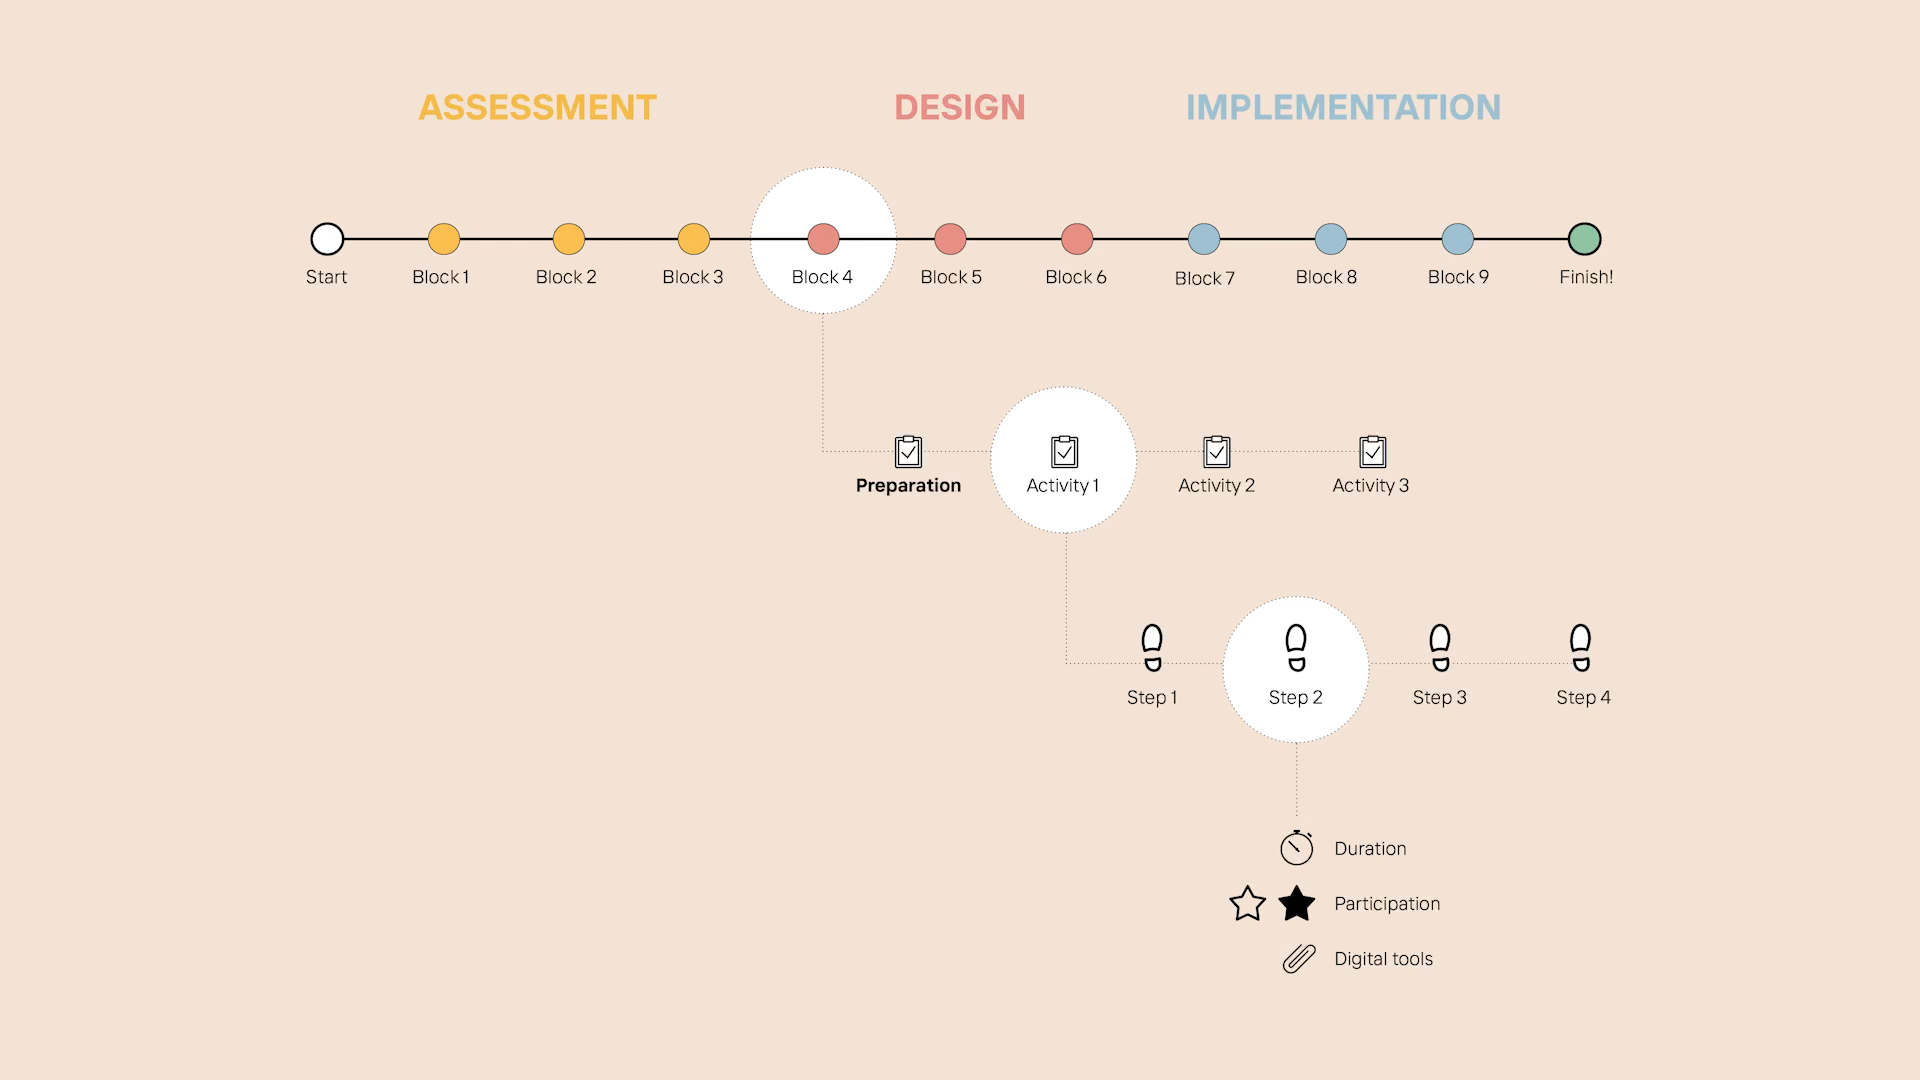 ASSESSMENT DESIGN IMPLEMENTATION
Start Block 1 Block 2 Block 3 Block 4 Block 5 Block 6 Block 7 Block 8 Block 9 Finish!
Preparation Activity 1 Activity 2 Activity 3
Step 1 Step 2 Step 3 Step 4
Duration
Participation
Digital tools